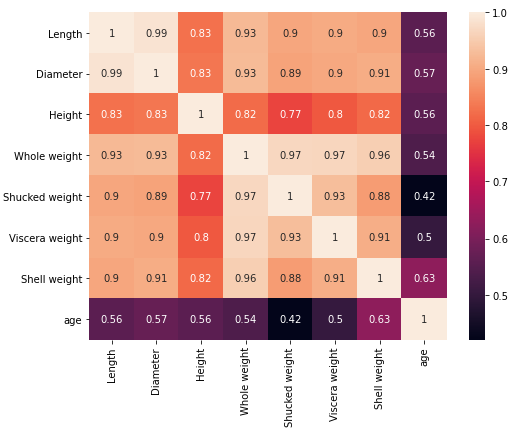 Length 1 0.99 0.83 0.93 0.9 0.9 0.9 0.56
Diameter 0.99 1 0.83 0.93 0.89 0.9 0.91 0.57
Height 0.83 0.83 1 0.82 0.77 0.8 0.82 0.56
Whole weight 0.93 0.93 0.82 1 0.97 0.97 0.96 0.54
Shucked weight 0.9 0.89 0.77 0.97 1 0.93 0.88 0.42
Viscera weight 0.9 0.9 0.8 0.97 0.93 1 0.91 0.5
Shell weight 0.9 0.91 0.82 0.96 0.88 0.91 1 0.63
age 0.56 0.57 0.56 0.54 0.42 0.5 0.63 1
Length
Diameter
Height
Whole weight
Shucked weight
Viscera weight
Shell weight
age
1.0
0.9
0.8
0.7
0.6
0.5